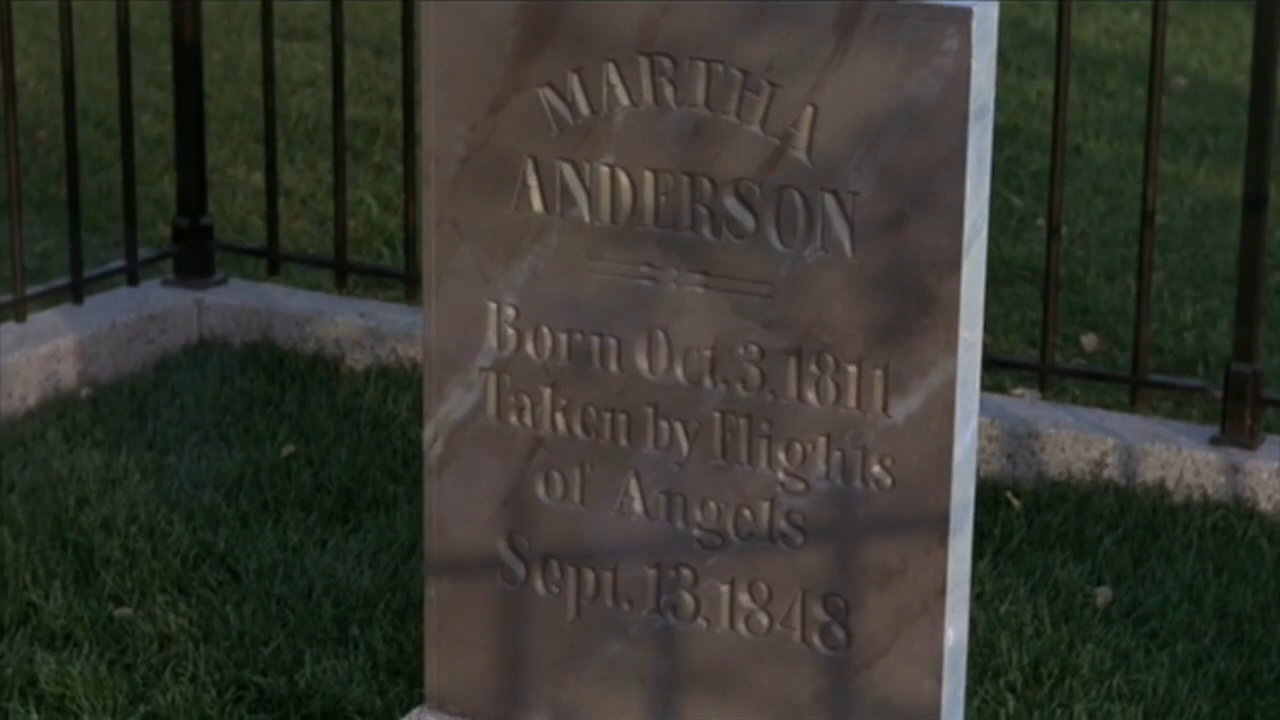 MARTHA
ANDERSON
Born Oct. 3, 1811
Taken by Flights
of Angels
Sept. 13, 1848